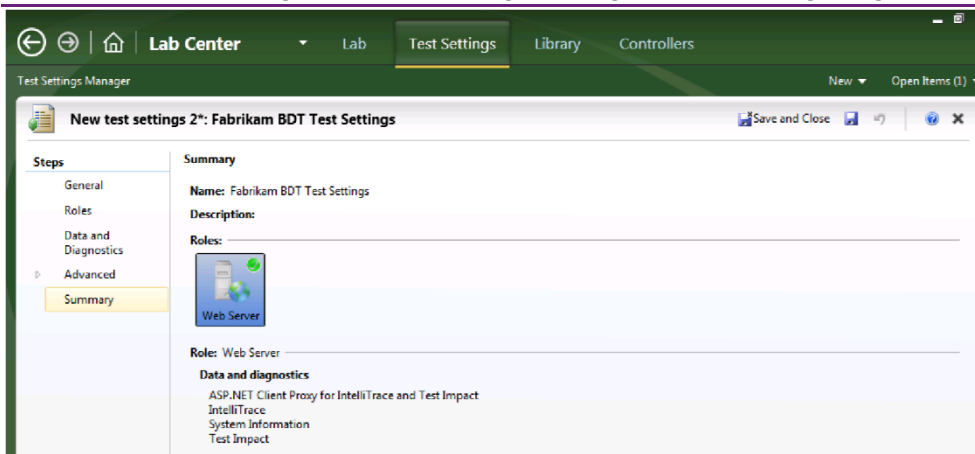 Lab Center Lab Test Settings Library Controllers
Test Settings Manager New Open Items (1)
New test settings 2*: Fabrikam BDT Test Settings Save and Close
Steps
General
Roles
Data and
Diagnostics
Advanced
Summary
Summary
Name: Fabrikam BDT Test Settings
Description:
Roles:
Web Server
Role: Web Server
Data and diagnostics
ASP.NET Client Proxy for IntelliTrace and Test Impact
IntelliTrace
System Information
Test Impact